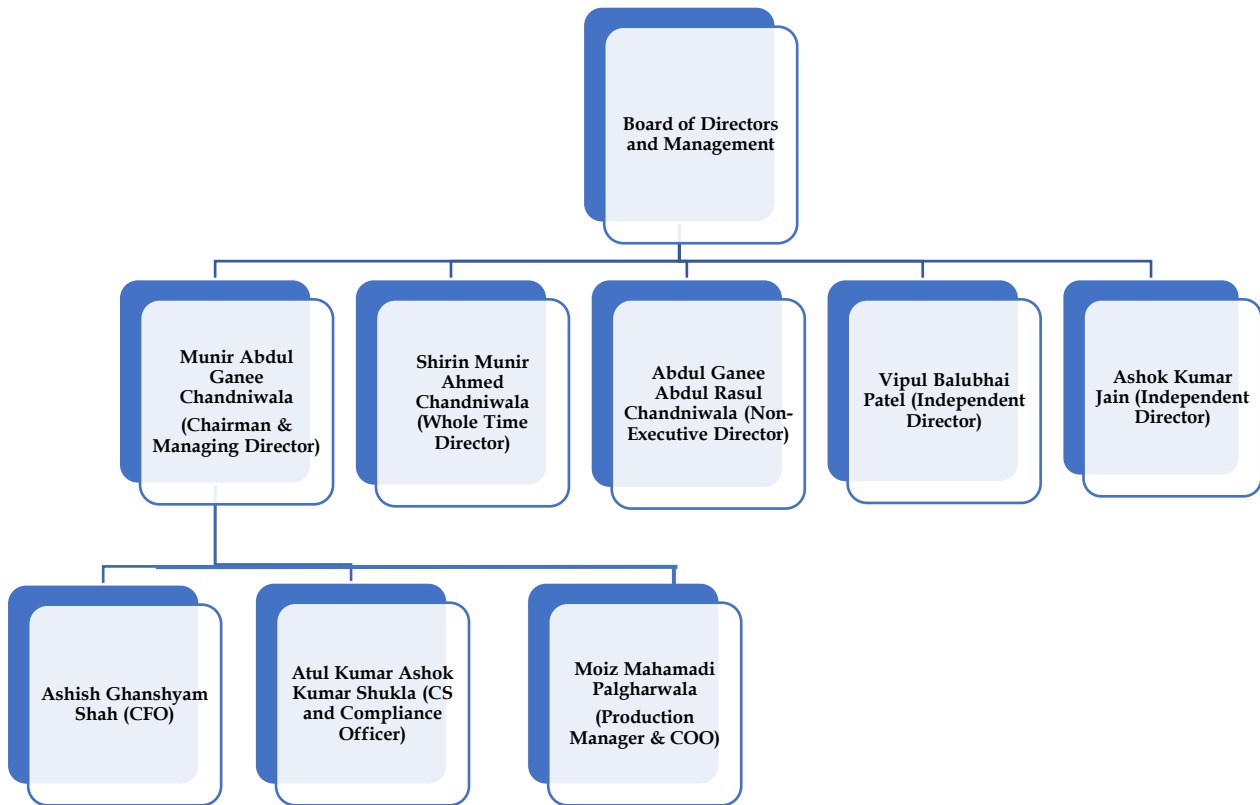 Board of Directors
and Management
Munir Abdul
Ganee
Chandniwala
(Chairman &
Managing Director)
Shirin Munir
Ahmed
Chandniwala
(Whole Time
Director)
Abdul Ganee
Abdul Rasul
Chandniwala (Non-
Executive Director)
Vipul Balubhai
Patel (Independent
Director)
Ashok Kumar
Jain (Independent
Director)
Ashish Ghanshyam
Shah (CFO)
Atul Kumar Ashok
Kumar Shukla (CS
and Compliance
Officer)
Moiz Mahamadi
Palgharwala
(Production
Manager & COO)